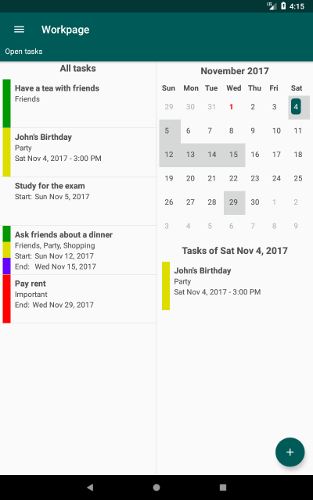 4:15
Workpage
Open tasks
All tasks
Have a tea with friends
Friends
John's Birthday
Party
Sat Nov 4, 2017 - 3:00 PM
Study for the exam
Start: Sun Nov 5, 2017
Ask friends about a dinner
Friends, Party, Shopping
Start: Sun Nov 12, 2017
End: Wed Nov 15, 2017
Pay rent
Important
End: Wed Nov 29, 2017
November 2017
Sun Mon Tue Wed Thu Fri Sat
29 30 31 1 2 3 4
5 6 7 8 9 10 11
12 13 14 15 16 17 18
19 20 21 22 23 24 25
26 27 28 29 30 1 2
3 4 5 6 7 8 9
Tasks of Sat Nov 4, 2017
John's Birthday
Party
Sat Nov 4, 2017 - 3:00 PM
+